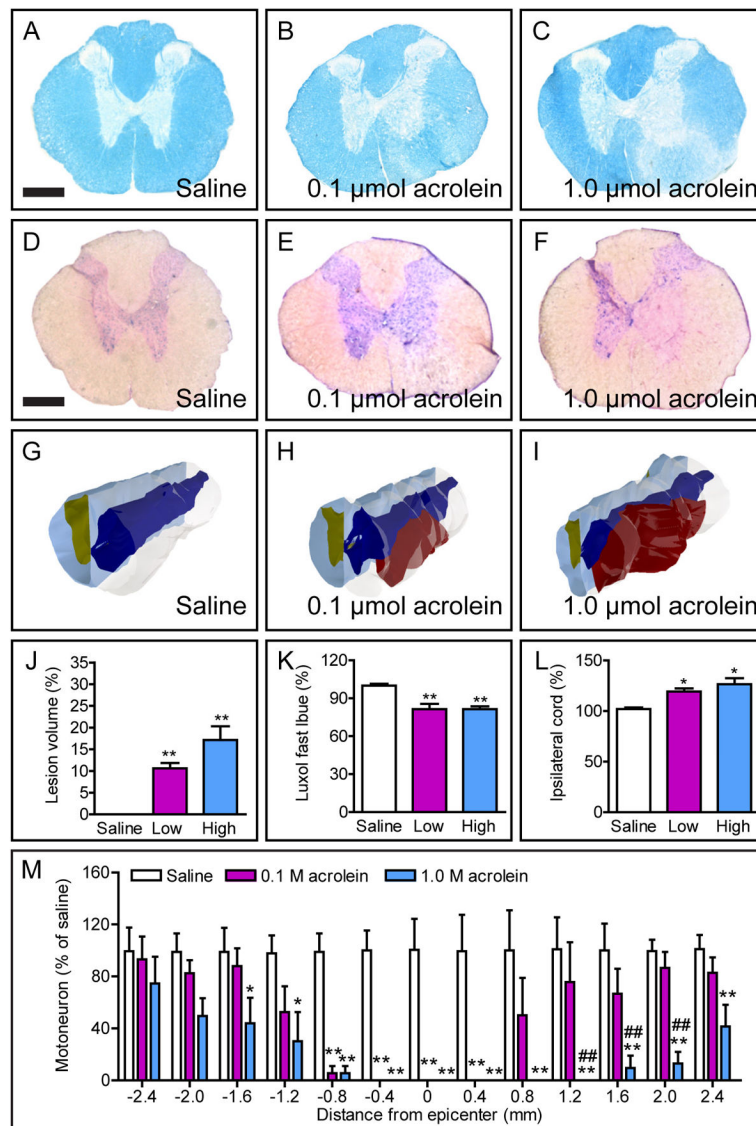 A
Saline
B
0.1 µmol acrolein
C
1.0 µmol acrolein
D
Saline
E
0.1 µmol acrolein
F
1.0 µmol acrolein
G
Saline
H
0.1 µmol acrolein
I
1.0 µmol acrolein
J
Lesion volume (%)
35
30
25
20
15
10
5
0
**
**
Saline Low High
K
Luxol fast lbue (%)
120
90
60
30
0
**
**
Saline Low High
L
Ipsilateral cord (%)
150
100
50
0
*
*
Saline Low High
M
Saline 0.1 M acrolein 1.0 M acrolein
Motoneuron (% of saline)
160
120
80
40
0
*
*
** **
** **
** **
** **
**
## **
## **
## **
**
-2.4 -2.0 -1.6 -1.2 -0.8 -0.4 0 0.4 0.8 1.2 1.6 2.0 2.4
Distance from epicenter (mm)